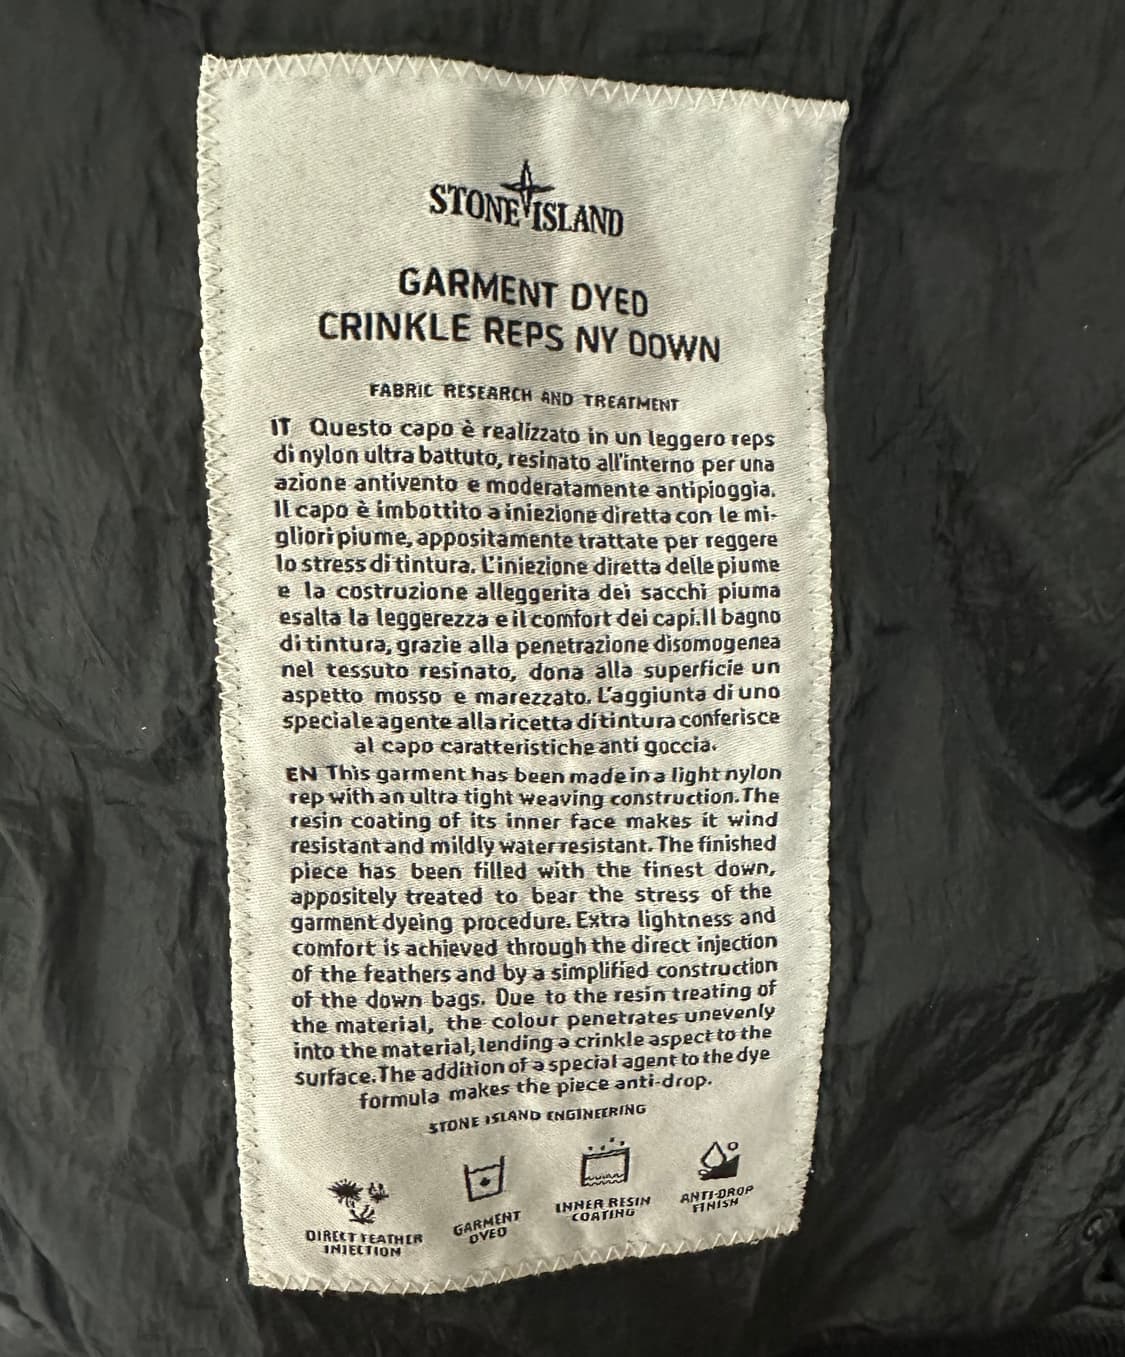 STONE ISLAND
GARMENT DYED
CRINKLE REPS NY DOWN
FABRIC RESEARCH AND TREATMENT
IT Questo capo è realizzato in un leggero reps
di nylon ultra battuto, resinato all'interno per una
azione antivento e moderatamente antipioggia.
Il capo è imbottito a iniezione diretta con le mi-
gliori piume, appositamente trattate per reggere
lo stress di tintura. L'iniezione diretta delle piume
e la costruzione alleggerita dei sacchi piuma
esalta la leggerezza e il comfort dei capi.Il bagno
di tintura, grazie alla penetrazione disomogenea
nel tessuto resinato, dona alla superficie un
aspetto mosso e marezzato. L'aggiunta di uno
speciale agente alla ricetta di tintura conferisce
al capo caratteristiche anti goccia.
EN This garment has been made in a light nylon
rep with an ultra tight weaving construction. The
resin coating of its inner face makes it wind
resistant and mildly water resistant. The finished
piece has been filled with the finest down,
appositely treated to bear the stress of the
garment dyeing procedure. Extra lightness and
comfort is achieved through the direct injection
of the feathers and by a simplified construction
of the down bags. Due to the resin treating of
the material, the colour penetrates unevenly
into the material, lending a crinkle aspect to the
surface. The addition of a special agent to the dye
formula makes the piece anti-drop.
STONE ISLAND ENGINEERING
DIRECT FEATHER
INJECTION
GARMENT
DYED
INNER RESIN
COATING
ANTI-DROP
FINISH